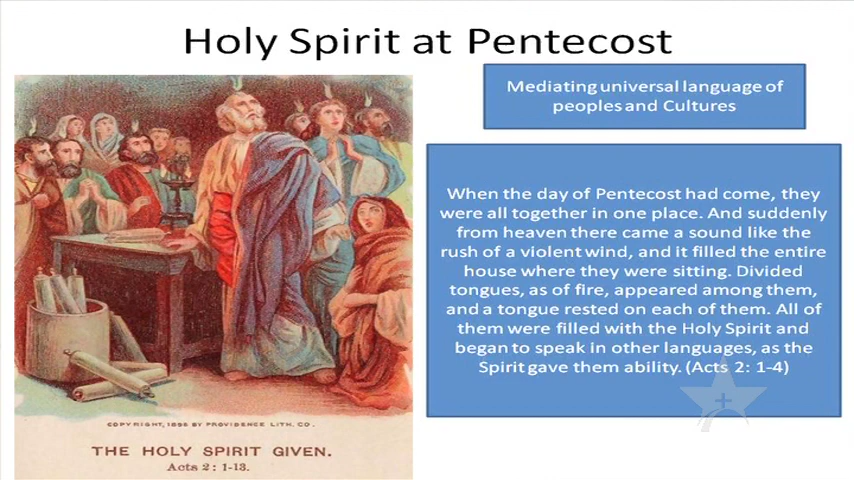 Holy Spirit at Pentecost
Mediating universal language of
peoples and Cultures
When the day of Pentecost had come, they
were all together in one place. And suddenly
from heaven there came a sound like the
rush of a violent wind, and it filled the entire
house where they were sitting. Divided
tongues, as of fire, appeared among them,
and a tongue rested on each of them. All of
them were filled with the Holy Spirit and
began to speak in other languages, as the
Spirit gave them ability. (Acts 2: 1-4)
COPYRIGHT, 1898 BY PROVIDENCE LITH. CO.
THE HOLY SPIRIT GIVEN.
Acts 2 : 1-13.